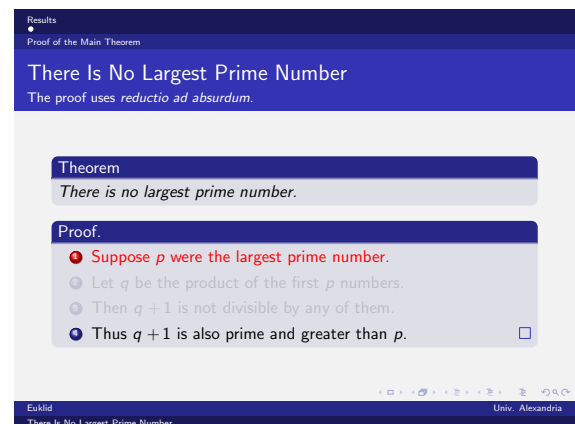 Results
Proof of the Main Theorem
There Is No Largest Prime Number
The proof uses reductio ad absurdum.
Theorem
There is no largest prime number.
Proof.
1 Suppose p were the largest prime number.
2 Let q be the product of the first p numbers.
3 Then q + 1 is not divisible by any of them.
4 Thus q + 1 is also prime and greater than p.
Euklid Univ. Alexandria
There Is No Largest Prime Number